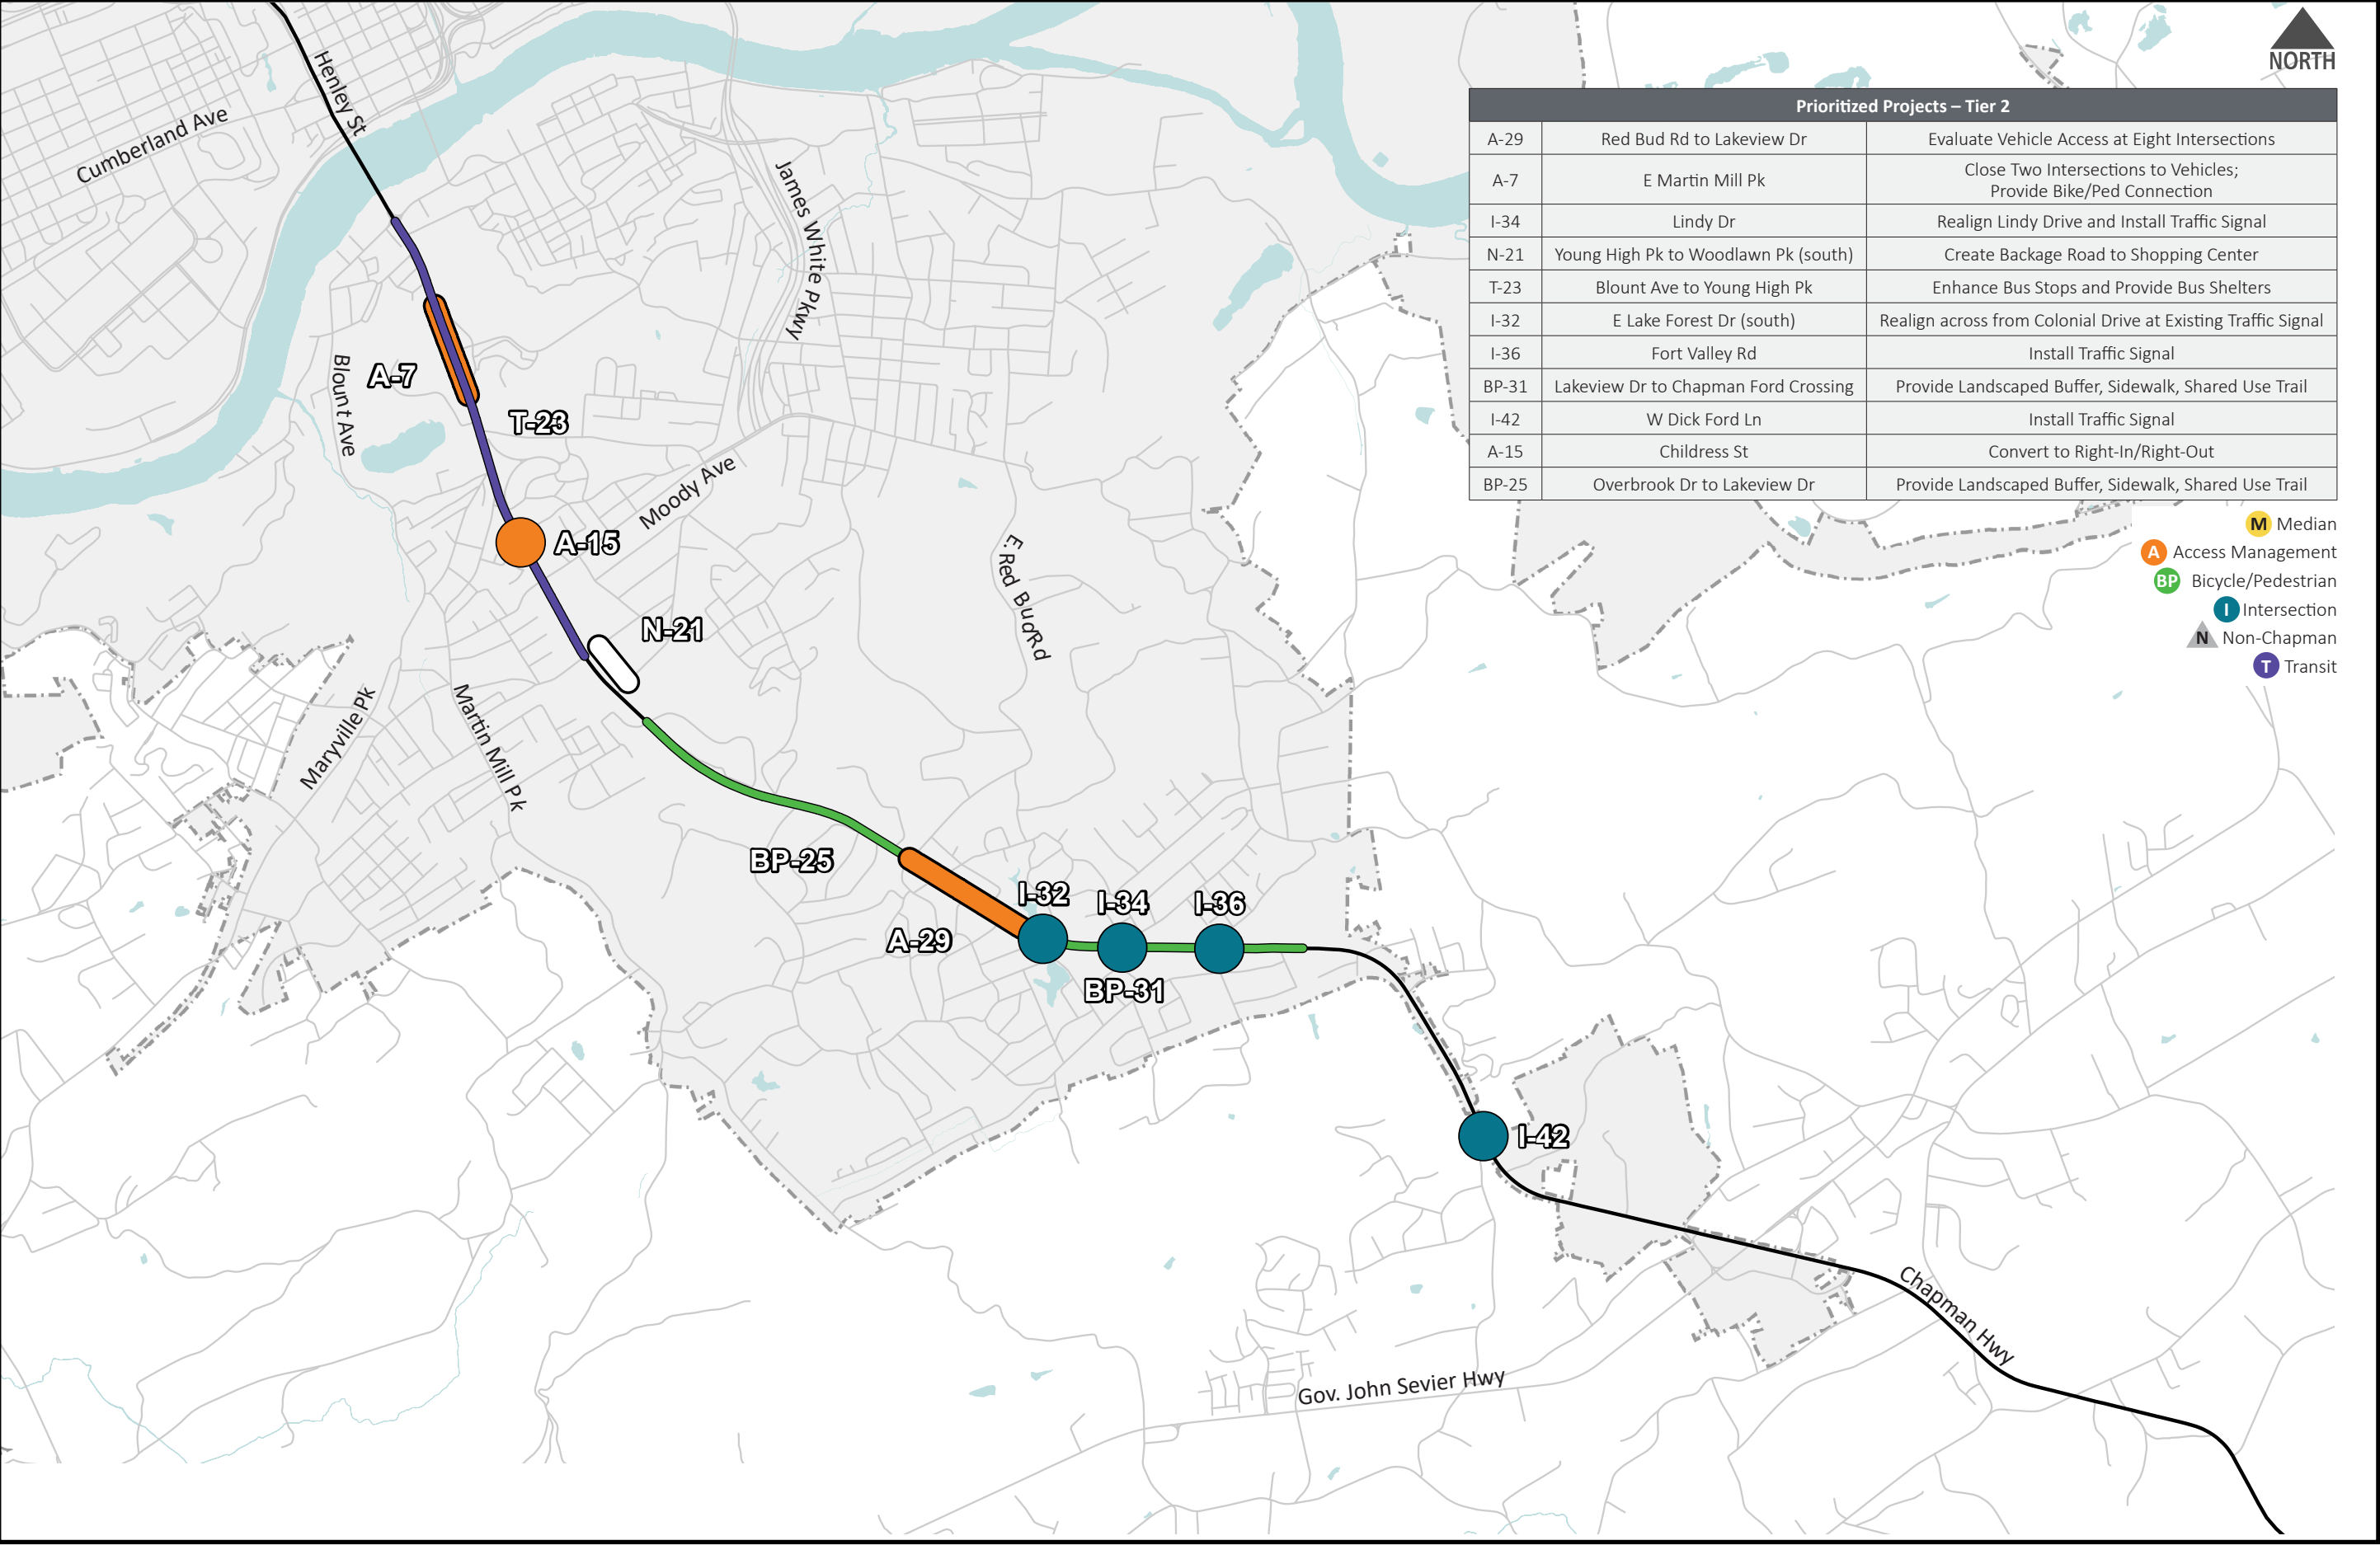 NORTH
Prioritized Projects – Tier 2
A-29 Red Bud Rd to Lakeview Dr Evaluate Vehicle Access at Eight Intersections
A-7 E Martin Mill Pk Close Two Intersections to Vehicles;
Provide Bike/Ped Connection
I-34 Lindy Dr Realign Lindy Drive and Install Traffic Signal
N-21 Young High Pk to Woodlawn Pk (south) Create Backage Road to Shopping Center
T-23 Blount Ave to Young High Pk Enhance Bus Stops and Provide Bus Shelters
I-32 E Lake Forest Dr (south) Realign across from Colonial Drive at Existing Traffic Signal
I-36 Fort Valley Rd Install Traffic Signal
BP-31 Lakeview Dr to Chapman Ford Crossing Provide Landscaped Buffer, Sidewalk, Shared Use Trail
I-42 W Dick Ford Ln Install Traffic Signal
A-15 Childress St Convert to Right-In/Right-Out
BP-25 Overbrook Dr to Lakeview Dr Provide Landscaped Buffer, Sidewalk, Shared Use Trail
M Median
A Access Management
BP Bicycle/Pedestrian
I Intersection
N Non-Chapman
T Transit
Henley St
Cumberland Ave
James White Pkwy
Blount Ave
A-7
T-23
Moody Ave
A-15
E. Red Bud Rd
N-21
Maryville Pk
Martin Mill Pk
BP-25
I-32
I-34
I-36
A-29
BP-31
I-42
Chapman Hwy
Gov. John Sevier Hwy